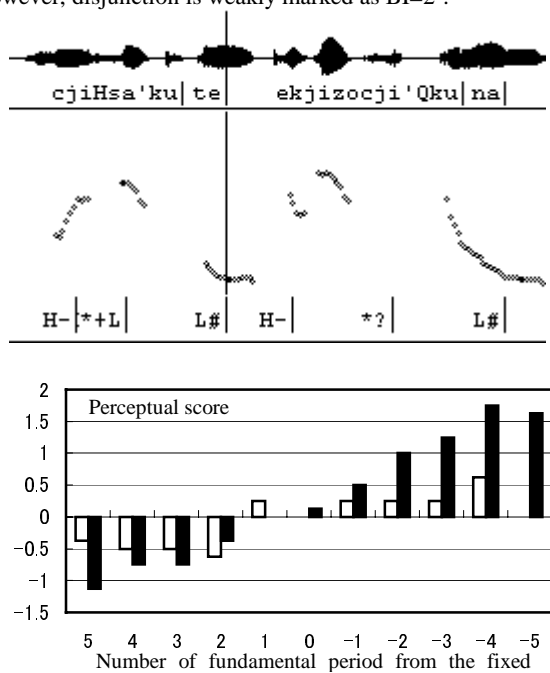 owever, disjunction is weakly marked as BI=2 .
cjiHsa'ku| te| ekjizocji'Qku| na|
H- *+L| L#| H-| *?| L#|
2
Perceptual score
1.5
1
0.5
0
-0.5
-1
-1.5
5 4 3 2 1 0 -1 -2 -3 -4 -5
Number of fundamental period from the fixed